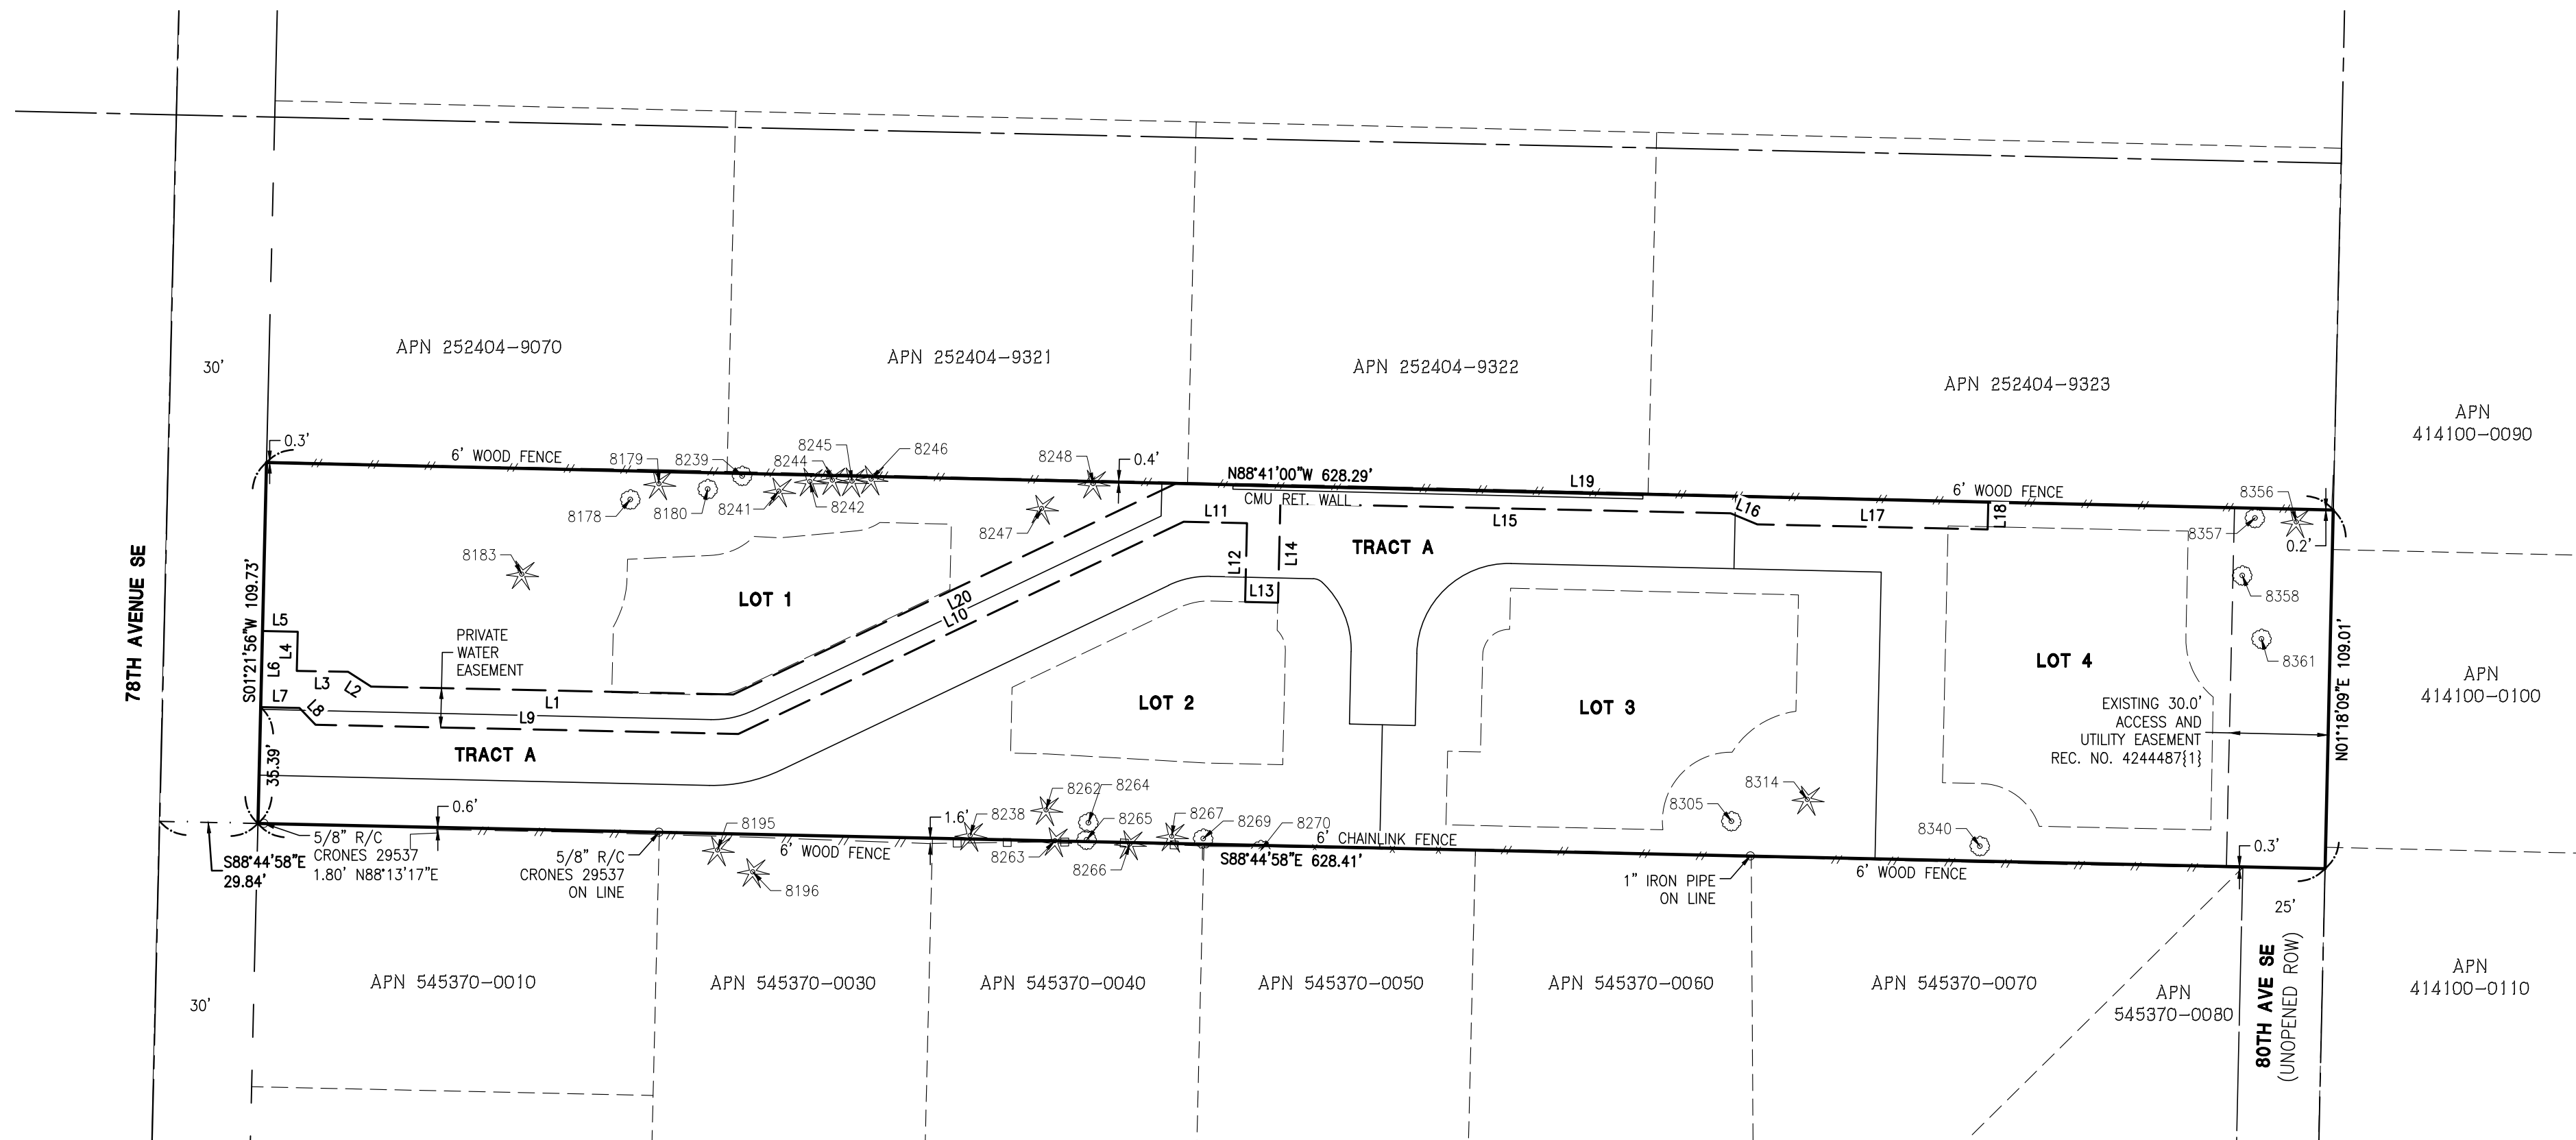 30'
APN 252404-9070
APN 252404-9321
APN 252404-9322
APN 252404-9323
APN
414100-0090
0.3'
6' WOOD FENCE
8179
8239
8245
8244
8246
8248
0.4'
N88°41'00"W 628.29'
L19
CMU RET. WALL
6' WOOD FENCE
8356
8178
8180
8241
8242
8247
L11
L15
L16
L17
L18
8357
0.2'
78TH AVENUE SE
S01°21'56"W 109.73'
8183
LOT 1
L20
L10
L12
L14
L13
TRACT A
8358
L5
L4
L6
L3
L2
L7
L8
PRIVATE
WATER
EASEMENT
L1
L9
TRACT A
35.39'
LOT 2
LOT 3
LOT 4
8361
N01°18'09"E 109.01'
APN
414100-0100
EXISTING 30.0'
ACCESS AND
UTILITY EASEMENT
REC. NO. 4244487{1}
0.6'
5/8" R/C
CRONES 29537
1.80' N88°13'17"E
S88°44'58"E
29.84'
5/8" R/C
CRONES 29537
ON LINE
8195
8196
6' WOOD FENCE
1.6'
8238
8262
8264
8265
8263
8266
8267
8269
8270
6' CHAINLINK FENCE
S88°44'58"E 628.41'
8305
8314
8340
1" IRON PIPE
ON LINE
6' WOOD FENCE
0.3'
25'
30'
APN 545370-0010
APN 545370-0030
APN 545370-0040
APN 545370-0050
APN 545370-0060
APN 545370-0070
APN
545370-0080
80TH AVE SE
(UNOPENED ROW)
APN
414100-0110